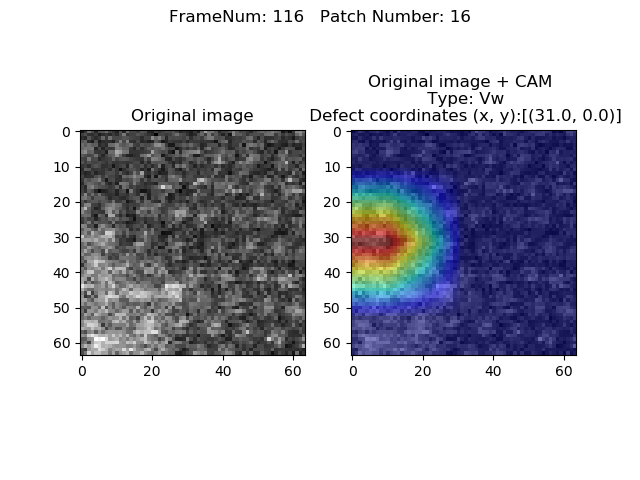 FrameNum: 116   Patch Number: 16
Original image
Original image + CAM
Type: Vw
Defect coordinates (x, y):[(31.0, 0.0)]
0
10
20
30
40
50
60
0 20 40 60
0
10
20
30
40
50
60
0 20 40 60